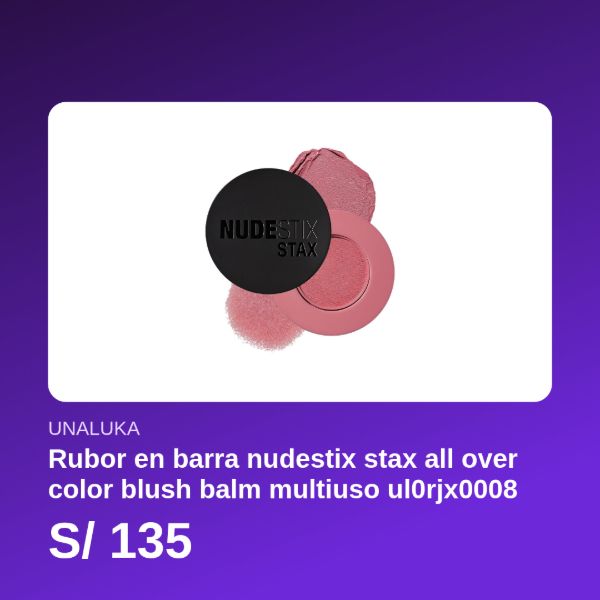 NUDESTIX
STAX
UNALUKA
Rubor en barra nudestix stax all over
color blush balm multiuso ul0rjx0008
S/ 135